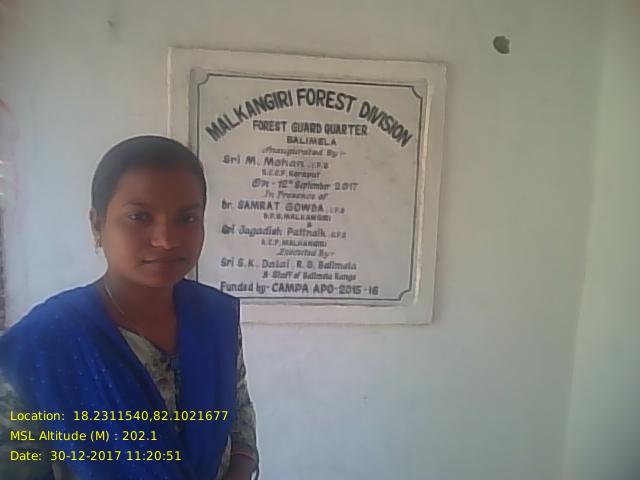 MALKANGIRI FOREST DIVISION
FOREST GUARD QUARTER
BALIMELA
Inaugurated By:-
Sri M. Mohan, I.F.S
R.C.C.F, Koraput
On - 12th September 2017
In Presence of
Dr. SAMRAT GOWDA, I.F.S
D.F.O, MALKANGIRI
&
Sri Jagadish Pattnaik, O.F.S
A.C.F, MALKANGIRI
Executed By:-
Sri S.K. Dalai, R.O, Balimela
& Staff of Balimela Range
Funded by- CAMPA APO-2015-16
Location: 18.2311540,82.1021677
MSL Altitude (M) : 202.1
Date: 30-12-2017 11:20:51